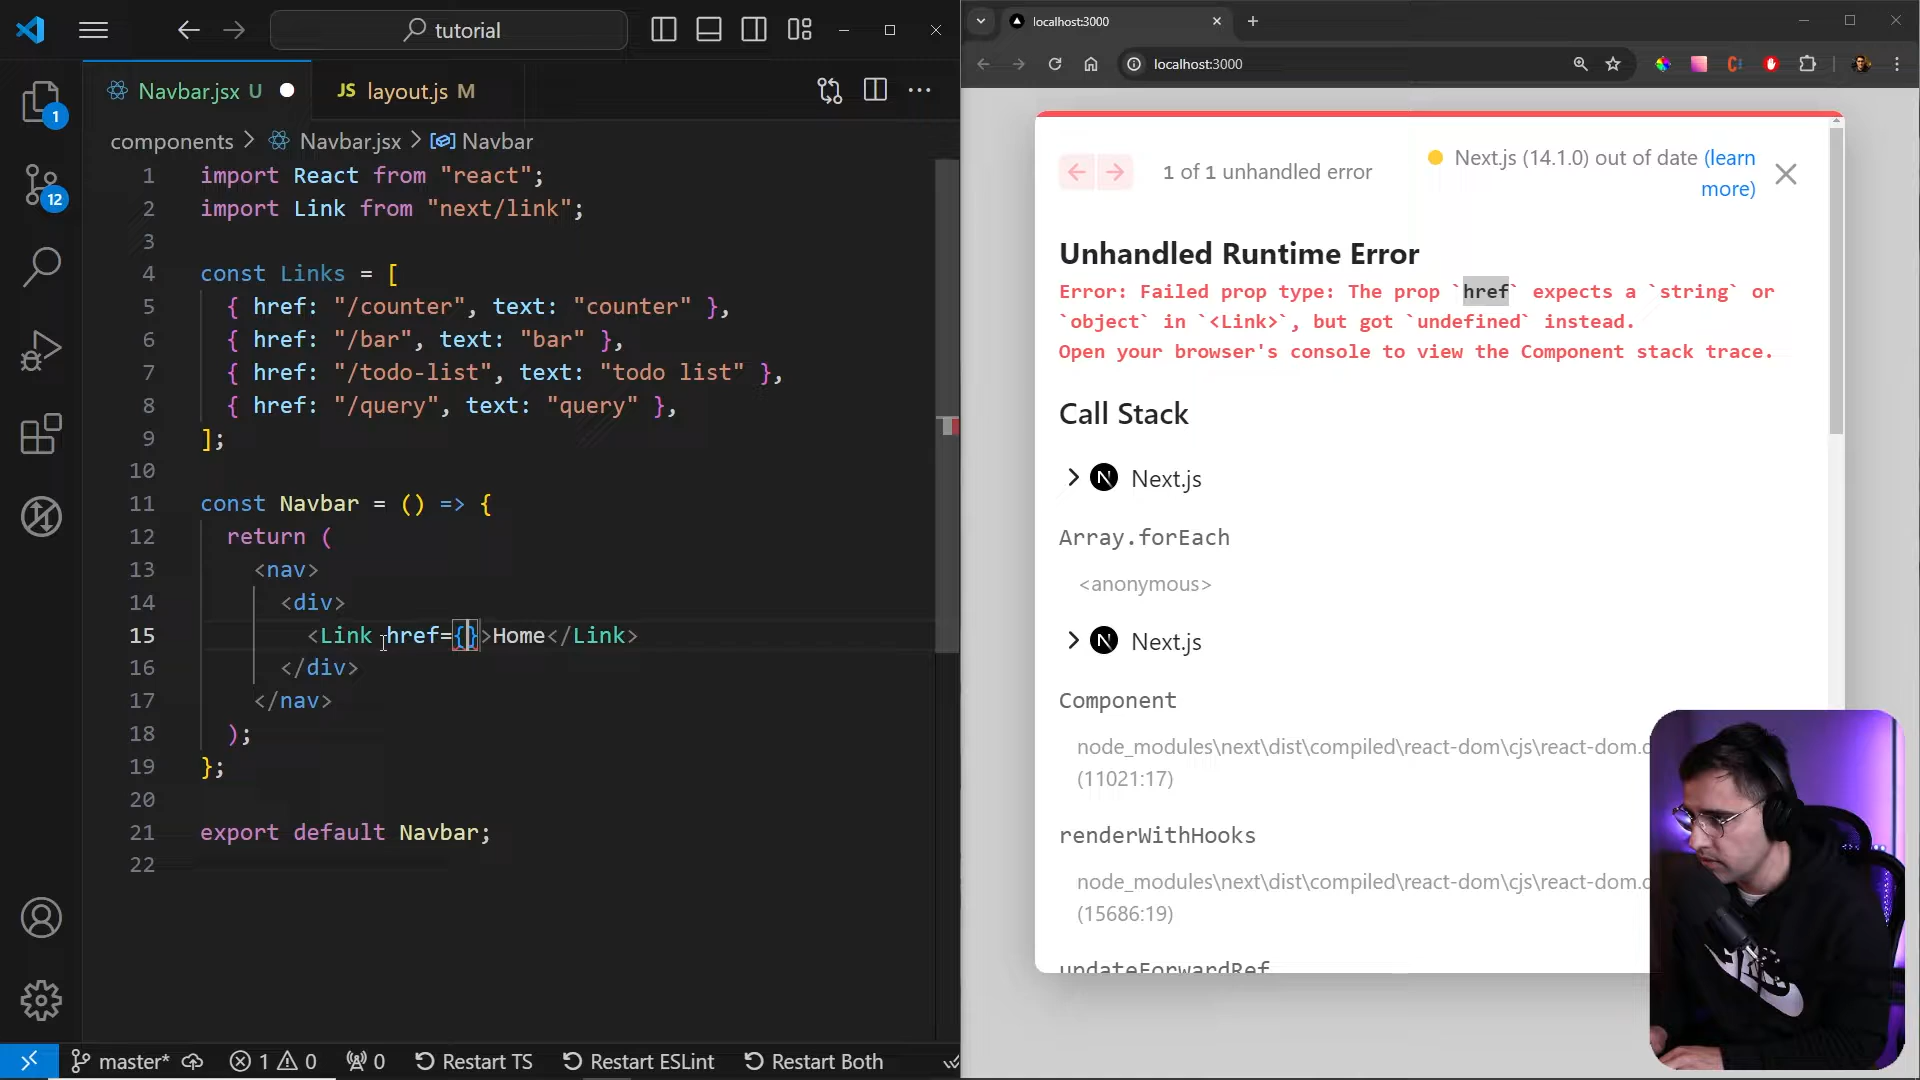 tutorial
Navbar.jsx U
JS layout.js M
components > Navbar.jsx > Navbar
1 import React from "react";
2 import Link from "next/link";
3
4 const Links = [
5 { href: "/counter", text: "counter" },
6 { href: "/bar", text: "bar" },
7 { href: "/todo-list", text: "todo list" },
8 { href: "/query", text: "query" },
9 ];
10
11 const Navbar = () => {
12 return (
13 <nav>
14 <div>
15 <Link href={}>Home</Link>
16 </div>
17 </nav>
18 );
19 };
20
21 export default Navbar;
22
1
12
master*
1
0
0
Restart TS
Restart ESLint
Restart Both
localhost:3000
localhost:3000
1 of 1 unhandled error
Next.js (14.1.0) out of date (learn
more)
Unhandled Runtime Error
Error: Failed prop type: The prop `href` expects a `string` or
`object` in `<Link>`, but got `undefined` instead.
Open your browser's console to view the Component stack trace.
Call Stack
N Next.js
Array.forEach
<anonymous>
N Next.js
Component
node_modules\next\dist\compiled\react-dom\cjs\react-dom.
(11021:17)
renderWithHooks
node_modules\next\dist\compiled\react-dom\cjs\react-dom.
(15686:19)
updateForwardRef